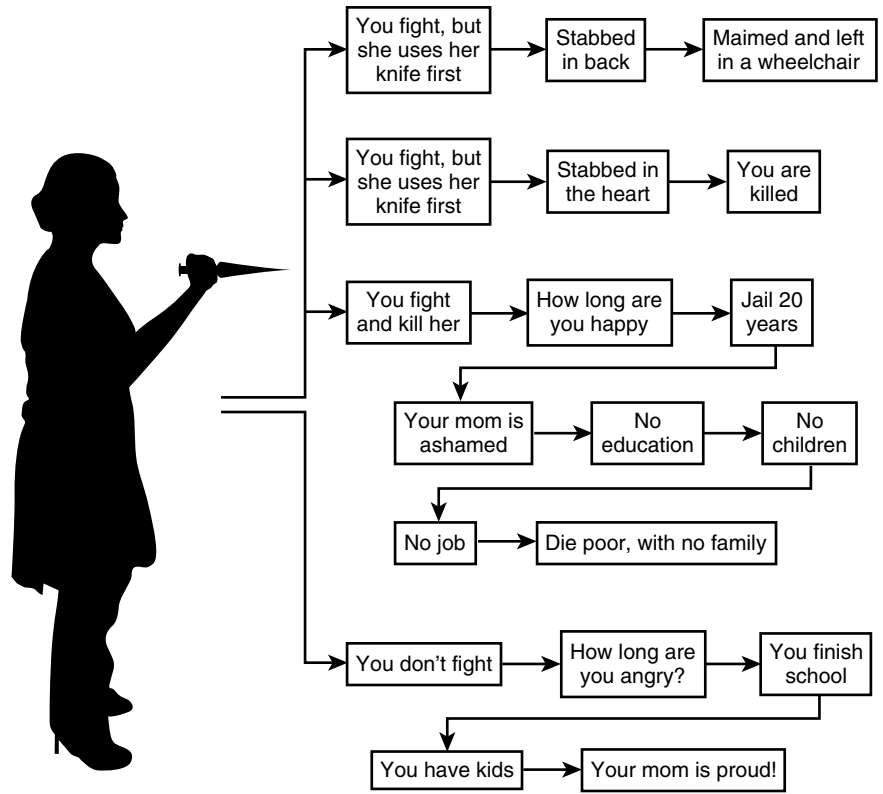 You fight, but
she uses her
knife first
Stabbed
in back
Maimed and left
in a wheelchair
You fight, but
she uses her
knife first
Stabbed in
the heart
You are
killed
You fight
and kill her
How long are
you happy
Jail 20
years
Your mom is
ashamed
No
education
No
children
No job
Die poor, with no family
You don’t fight
How long are
you angry?
You finish
school
You have kids
Your mom is proud!